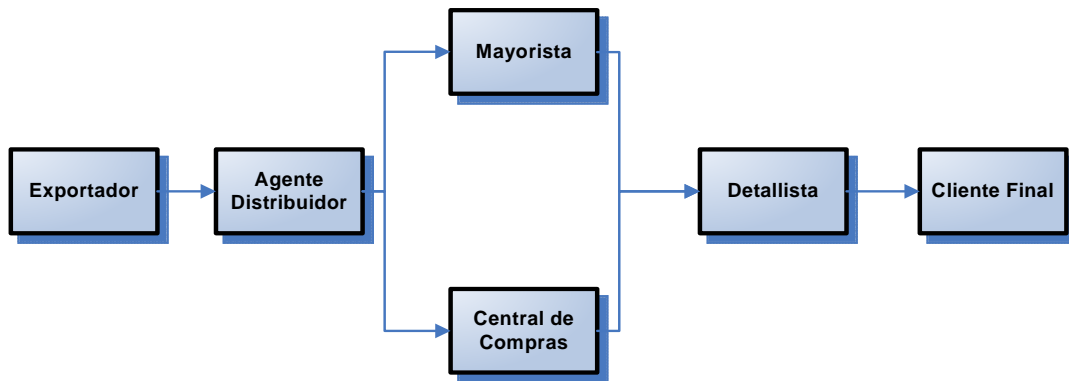 Mayorista
Exportador
Agente
Distribuidor
Detallista
Cliente Final
Central de
Compras